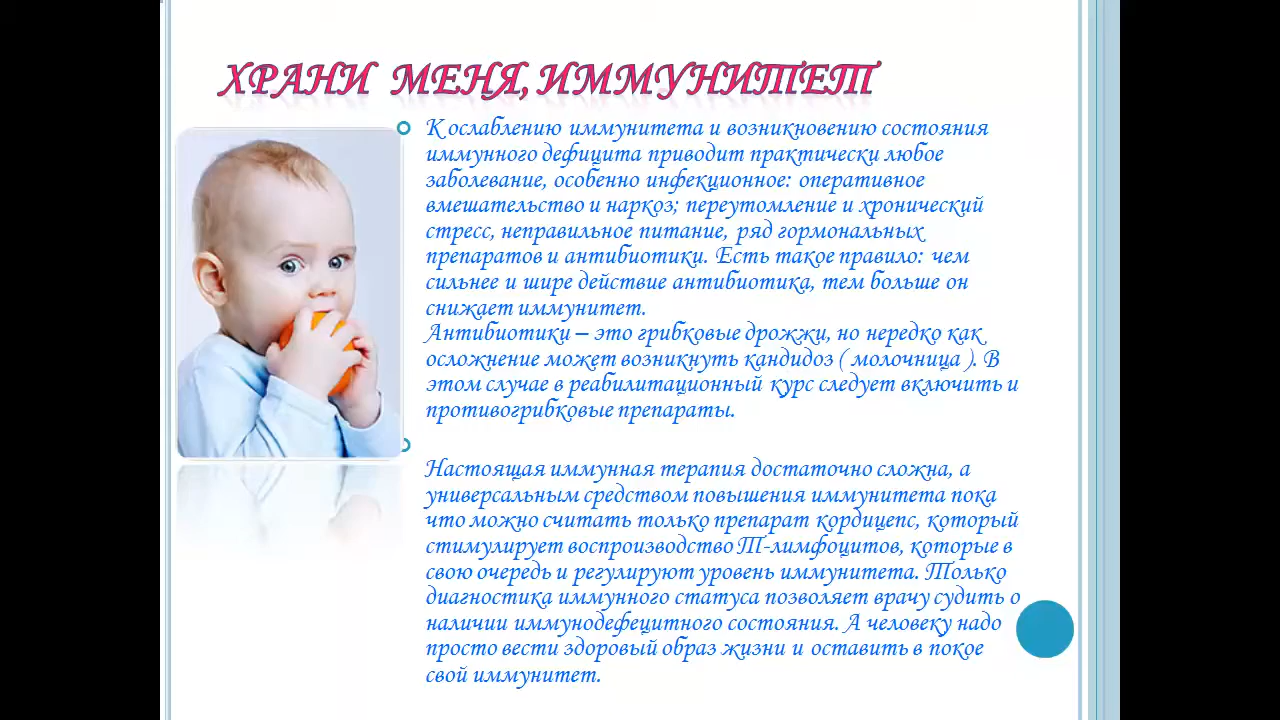 ХРАНИ МЕНЯ, ИММУНИТЕТ
К ослаблению иммунитета и возникновению состояния
иммунного дефицита приводит практически любое
заболевание, особенно инфекционное: оперативное
вмешательство и наркоз; переутомление и хронический
стресс, неправильное питание, ряд гормональных
препаратов и антибиотики. Есть такое правило: чем
сильнее и шире действие антибиотика, тем больше он
снижает иммунитет.
Антибиотики – это грибковые дрожжи, но нередко как
осложнение может возникнуть кандидоз ( молочница ). В
этом случае в реабилитационный курс следует включить и
противогрибковые препараты.
Настоящая иммунная терапия достаточно сложна, а
универсальным средством повышения иммунитета пока
что можно считать только препарат кордицепс, который
стимулирует воспроизводство Т-лимфоцитов, которые в
свою очередь и регулируют уровень иммунитета. Только
диагностика иммунного статуса позволяет врачу судить о
наличии иммунодефецитного состояния. А человеку надо
просто вести здоровый образ жизни и оставить в покое
свой иммунитет.